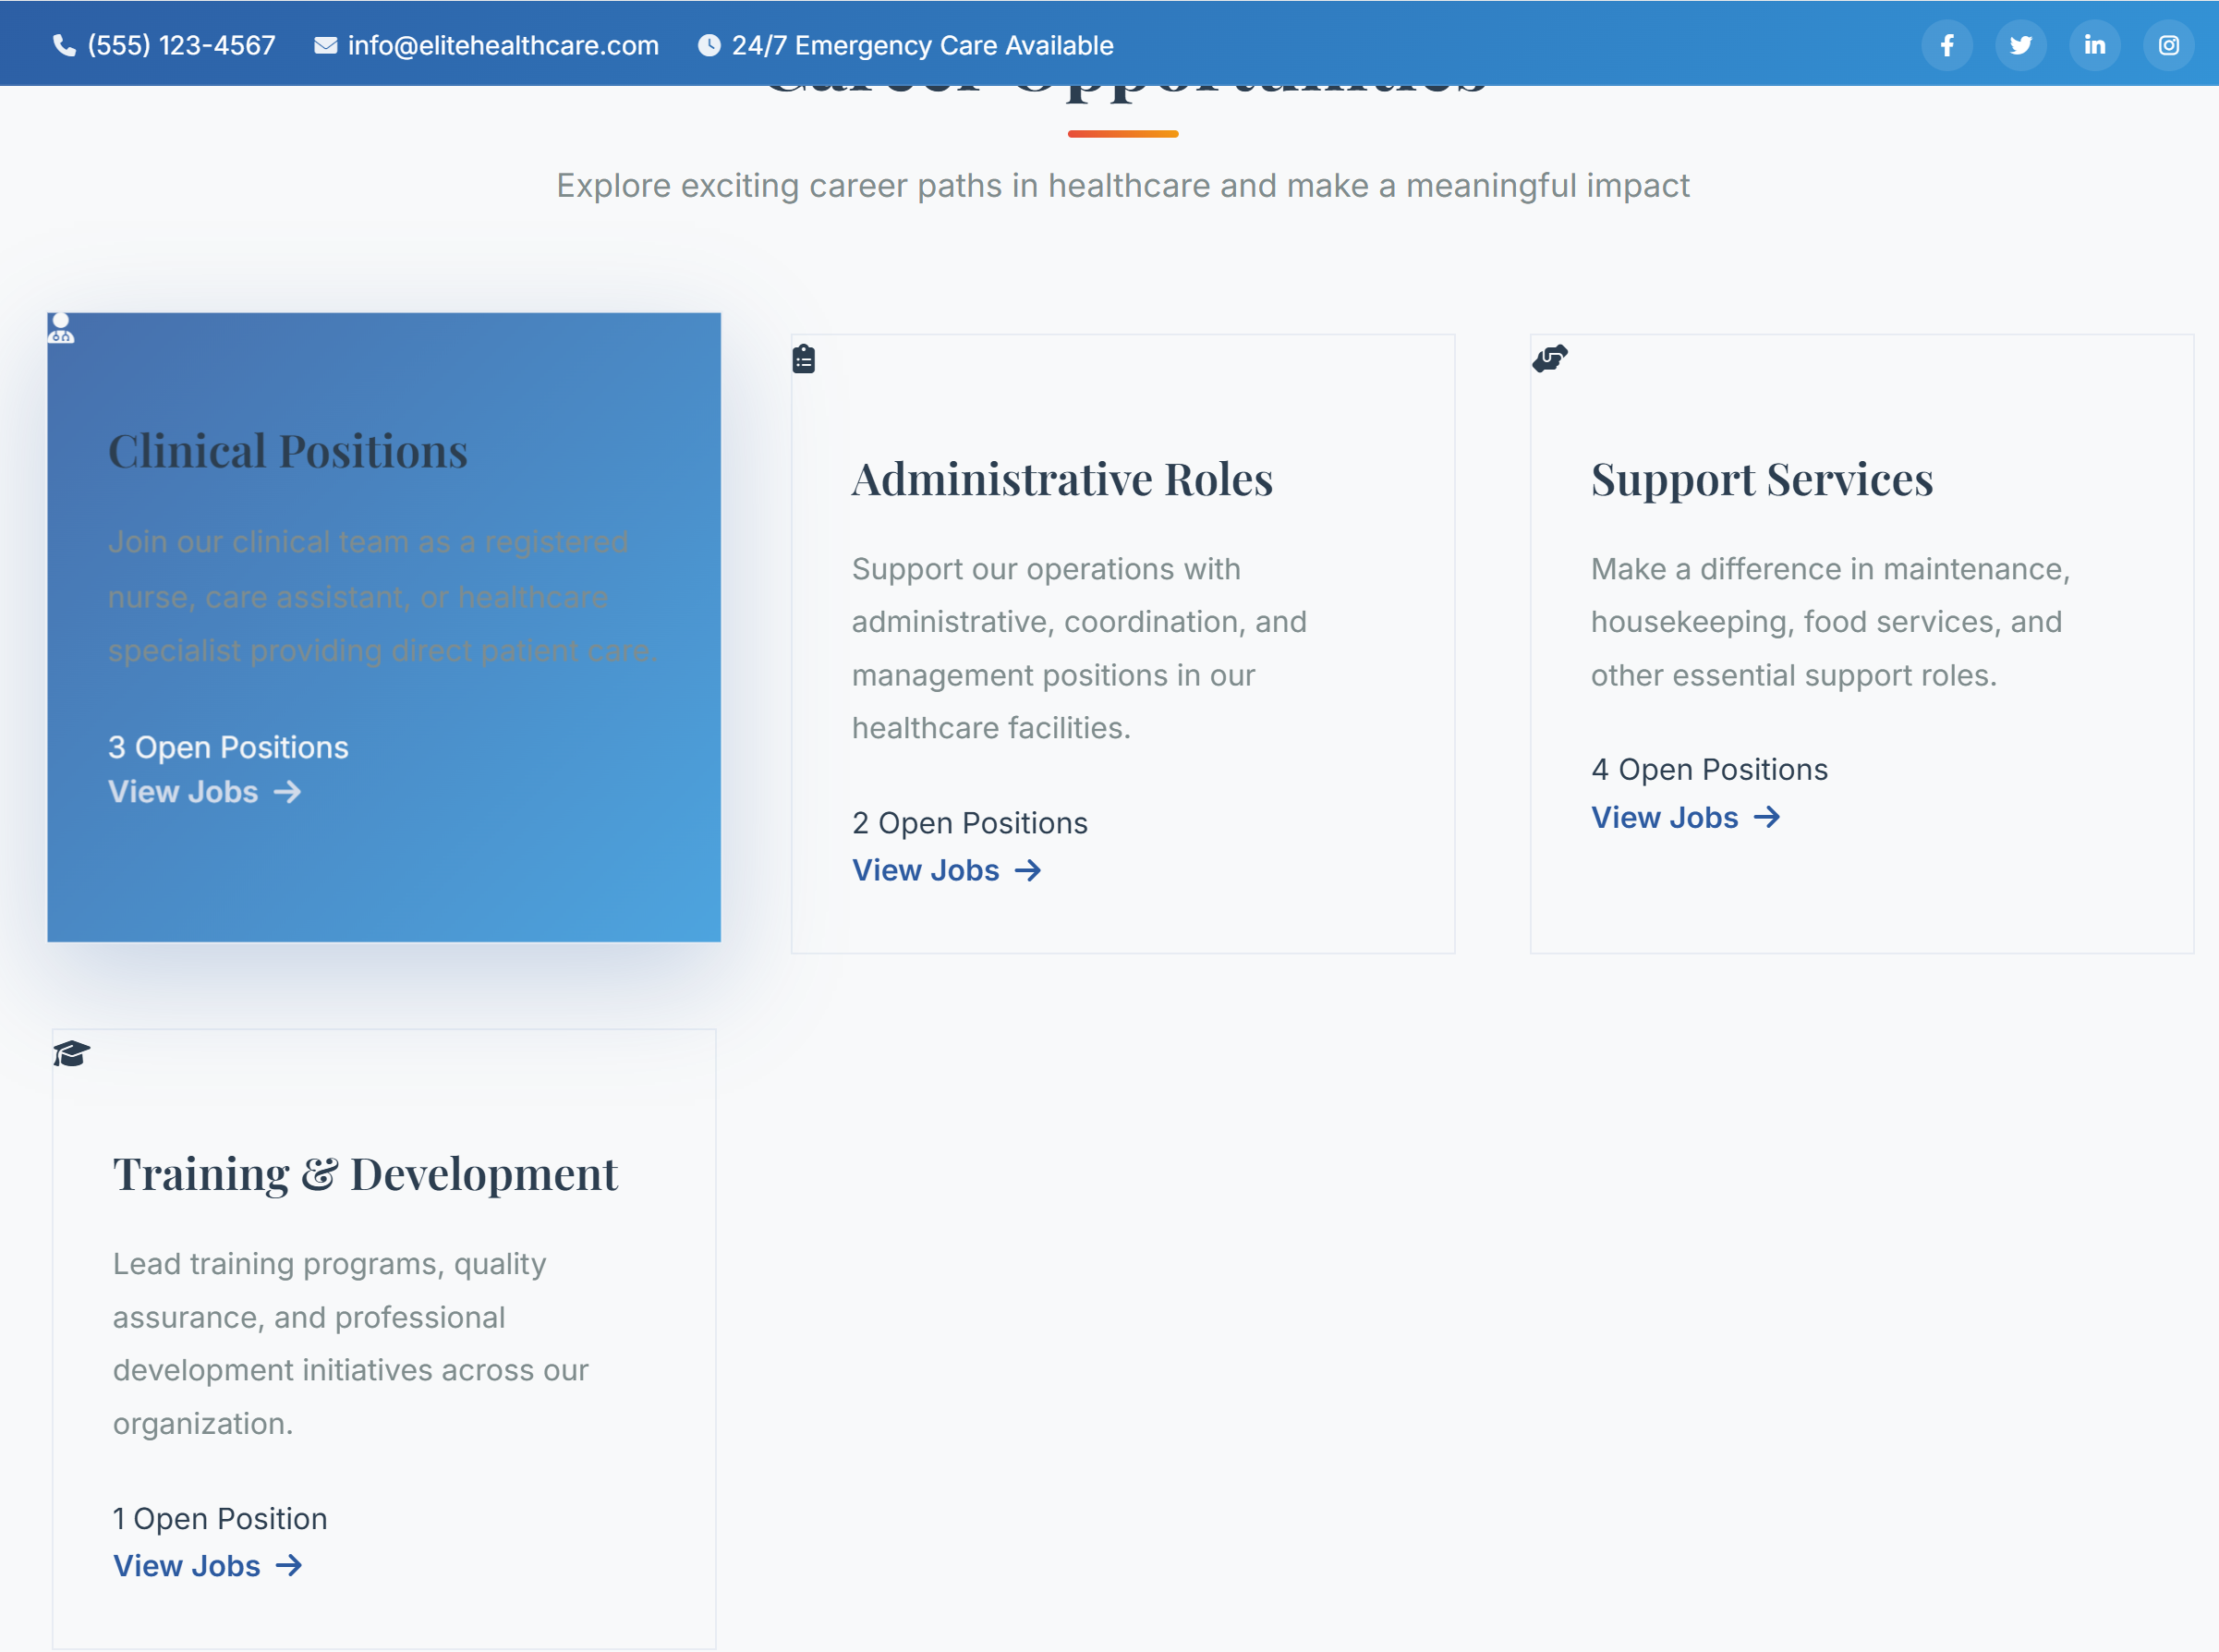 (555) 123-4567 info@elitehealthcare.com 24/7 Emergency Care Available
Career Opportunities
Explore exciting career paths in healthcare and make a meaningful impact
Clinical Positions
Join our clinical team as a registered
nurse, care assistant, or healthcare
specialist providing direct patient care.
3 Open Positions
View Jobs →
Administrative Roles
Support our operations with
administrative, coordination, and
management positions in our
healthcare facilities.
2 Open Positions
View Jobs →
Support Services
Make a difference in maintenance,
housekeeping, food services, and
other essential support roles.
4 Open Positions
View Jobs →
Training & Development
Lead training programs, quality
assurance, and professional
development initiatives across our
organization.
1 Open Position
View Jobs →